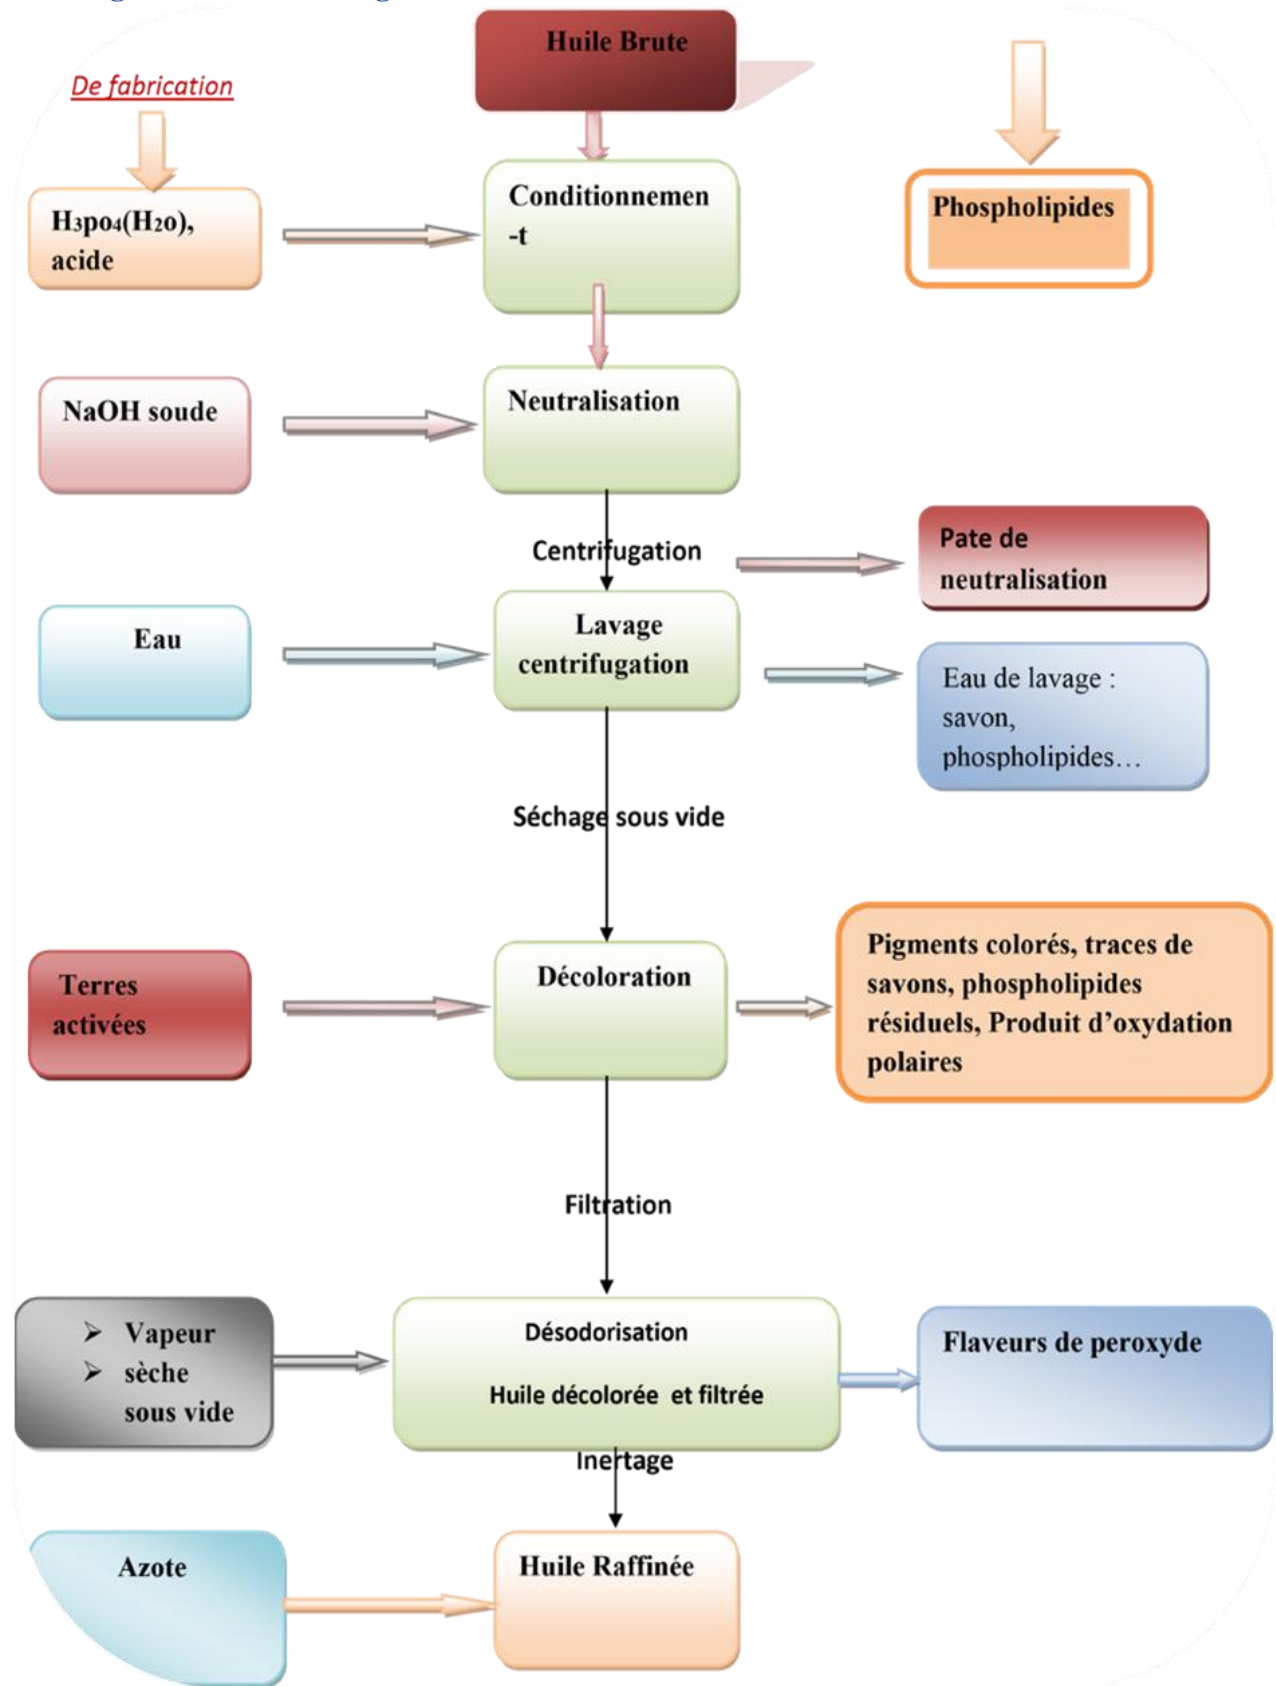 Huile Brute
De fabrication
H₃po₄(H₂o),
acide
Conditionnemen
-t
Phospholipides
NaOH soude
Neutralisation
Centrifugation
Pate de
neutralisation
Eau
Lavage
centrifugation
Eau de lavage :
savon,
phospholipides…
Séchage sous vide
Terres
activées
Décoloration
Pigments colorés, traces de
savons, phospholipides
résiduels, Produit d’oxydation
polaires
Filtration
➢ Vapeur
➢ sèche
sous vide
Désodorisation
Huile décolorée et filtrée
Flaveurs de peroxyde
Inertage
Azote
Huile Raffinée